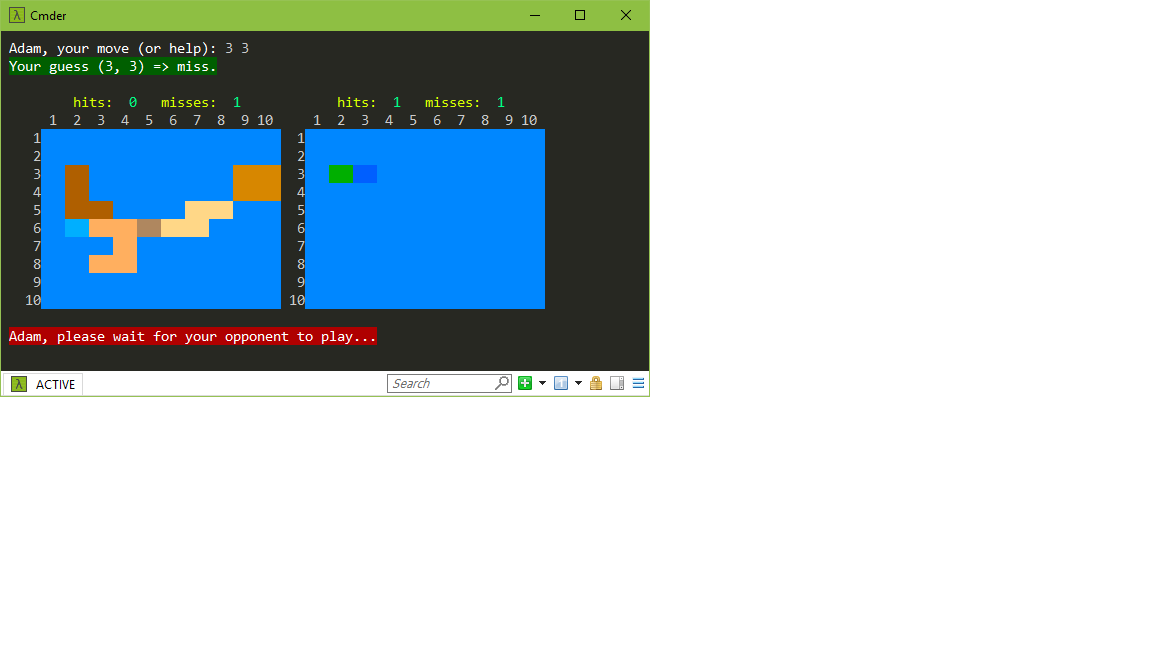 λ Cmder
Adam, your move (or help): 3 3
Your guess (3, 3) => miss.
hits: 0 misses: 1 hits: 1 misses: 1
1 2 3 4 5 6 7 8 9 10 1 2 3 4 5 6 7 8 9 10
1 1
2 2
3 3
4 4
5 5
6 6
7 7
8 8
9 9
10 10
Adam, please wait for your opponent to play...
λ ACTIVE Search